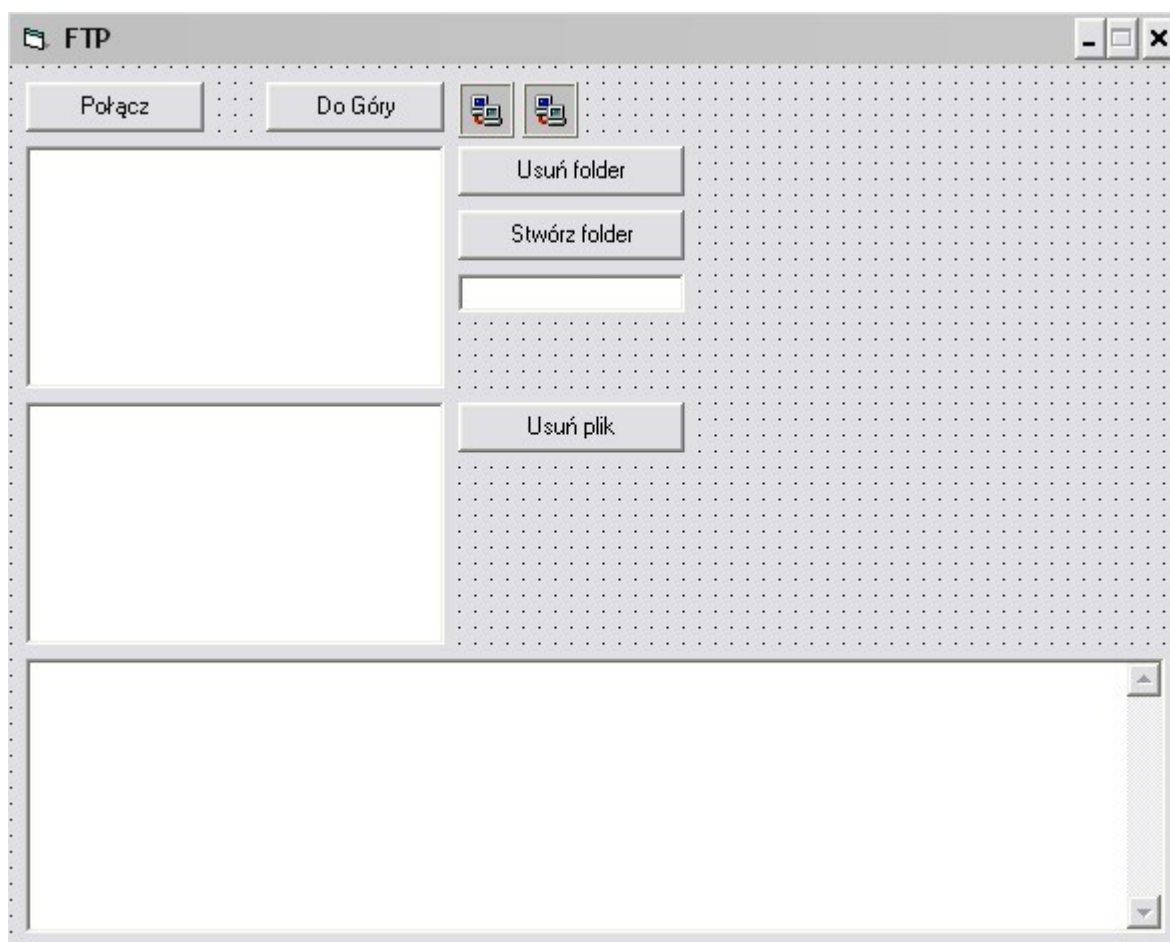 FTP
Połącz
Do Góry
Usuń folder
Stwórz folder
Usuń plik